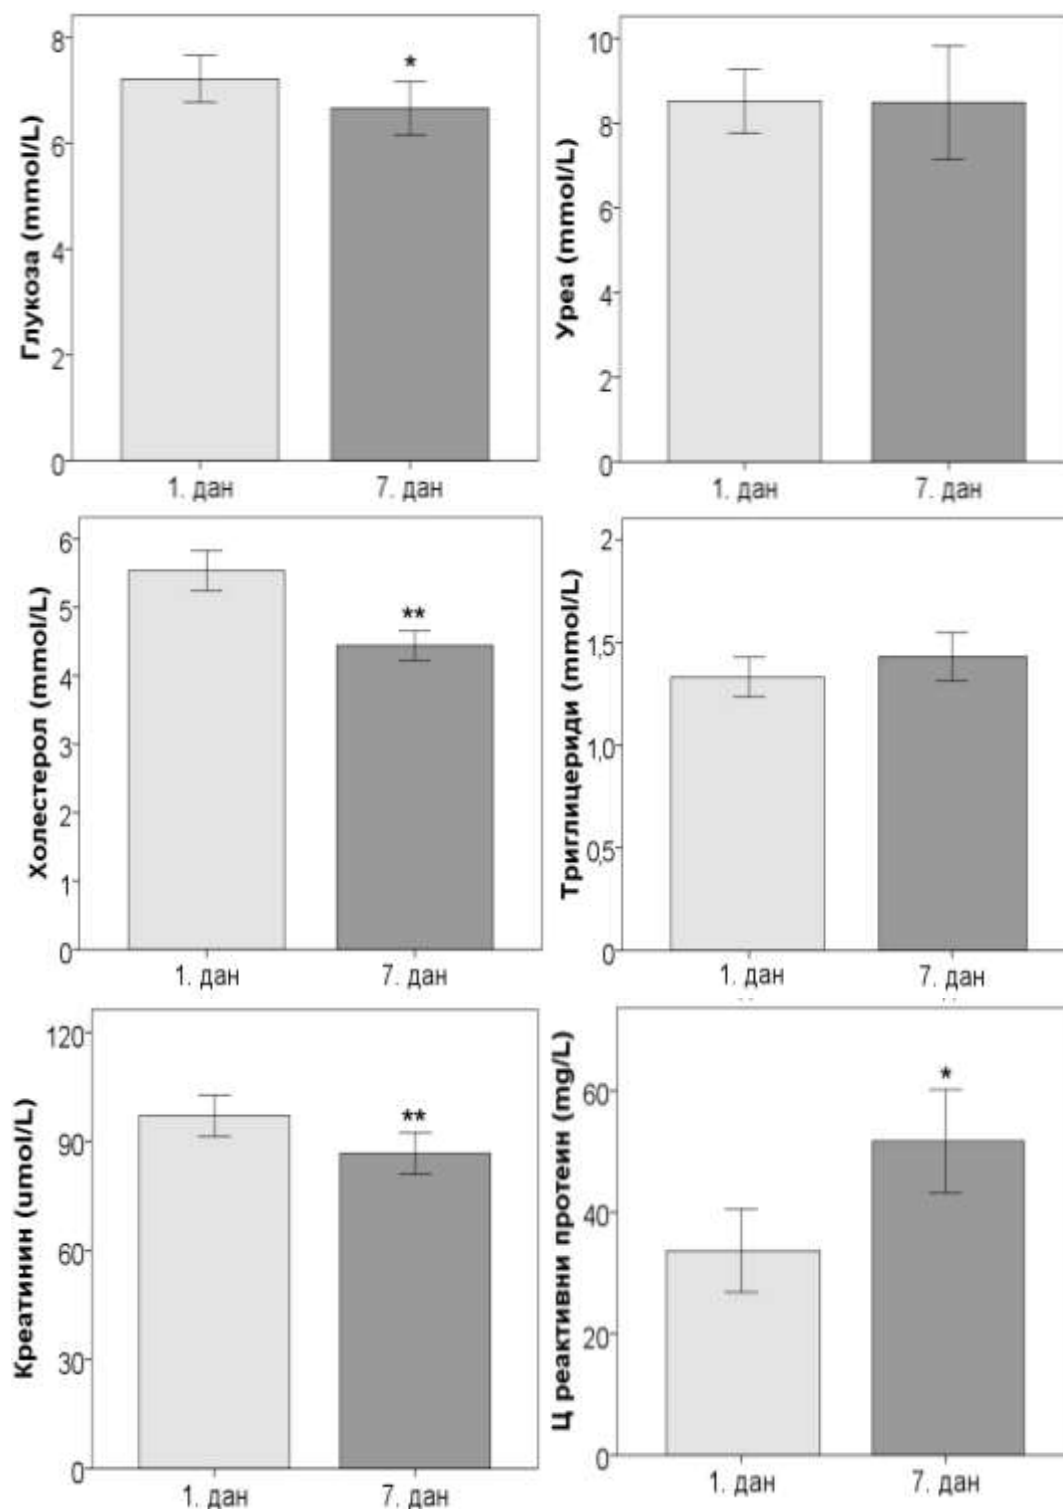 Глукоза (mmol/L)
8
6
4
2
0
*
1. дан
7. дан
Уреа (mmol/L)
10
8
6
4
2
0
1. дан
7. дан
Холестерол (mmol/L)
6
5
4
3
2
1
0
**
1. дан
7. дан
Триглицериди (mmol/L)
2
1,5
1,0
0,5
0
1. дан
7. дан
Креатинин (umol/L)
120
90
60
30
0
**
1. дан
7. дан
Ц реактивни протеин (mg/L)
60
40
20
0
*
1. дан
7. дан